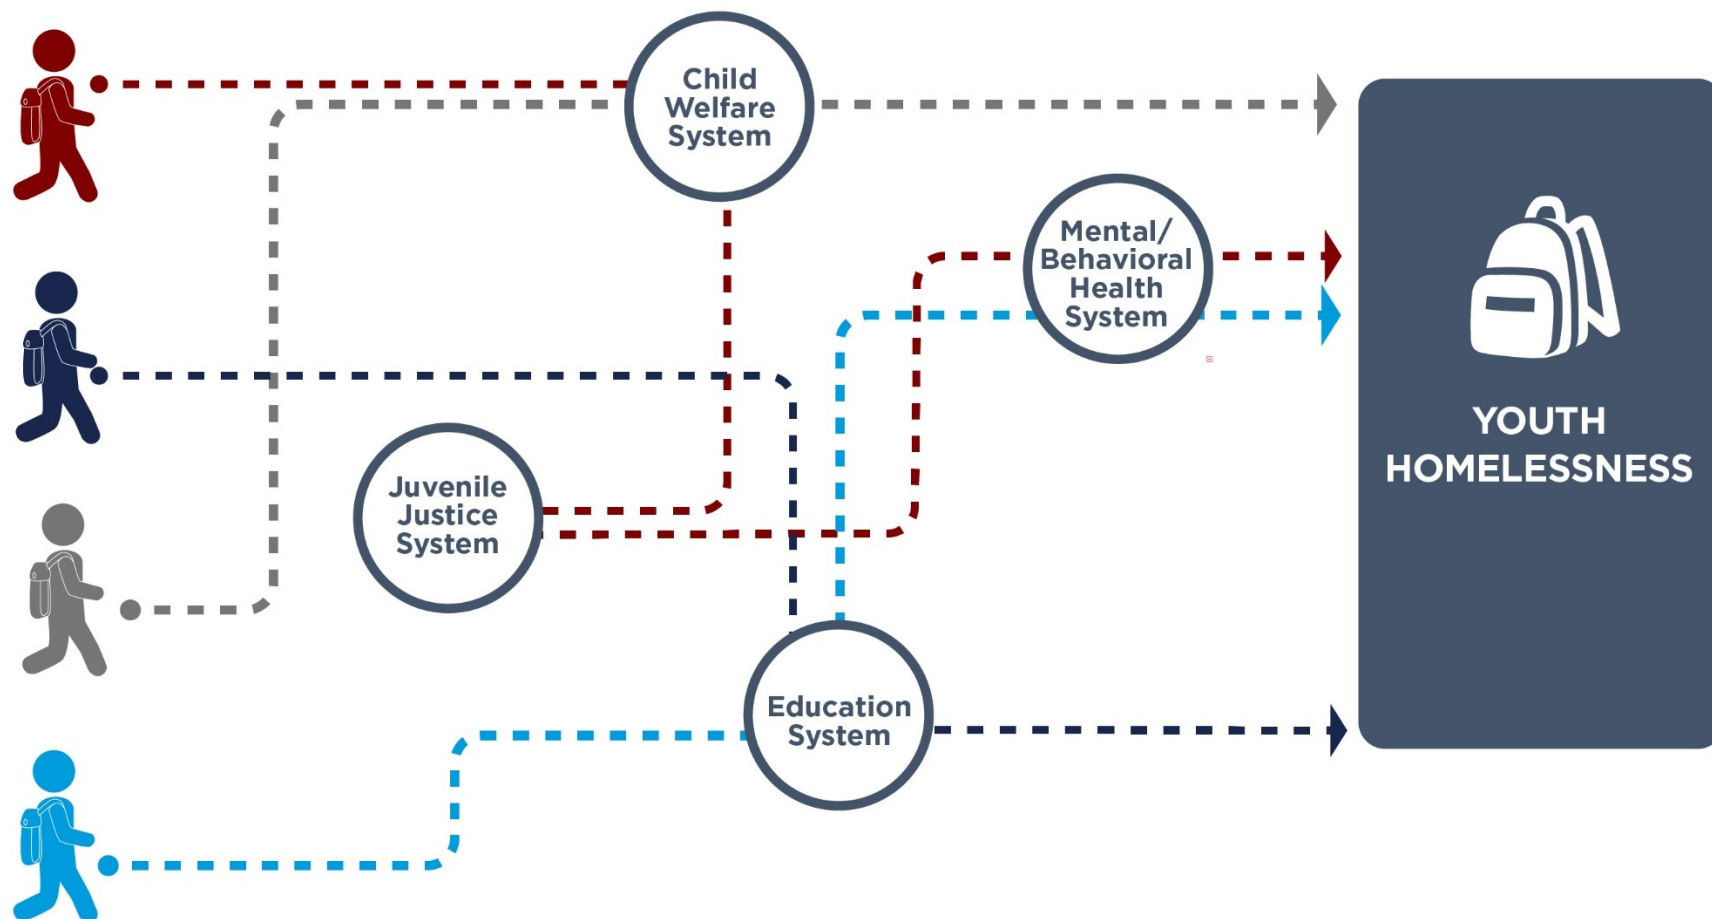 Child
Welfare
System
Mental/
Behavioral
Health
System
YOUTH
HOMELESSNESS
Juvenile
Justice
System
Education
System